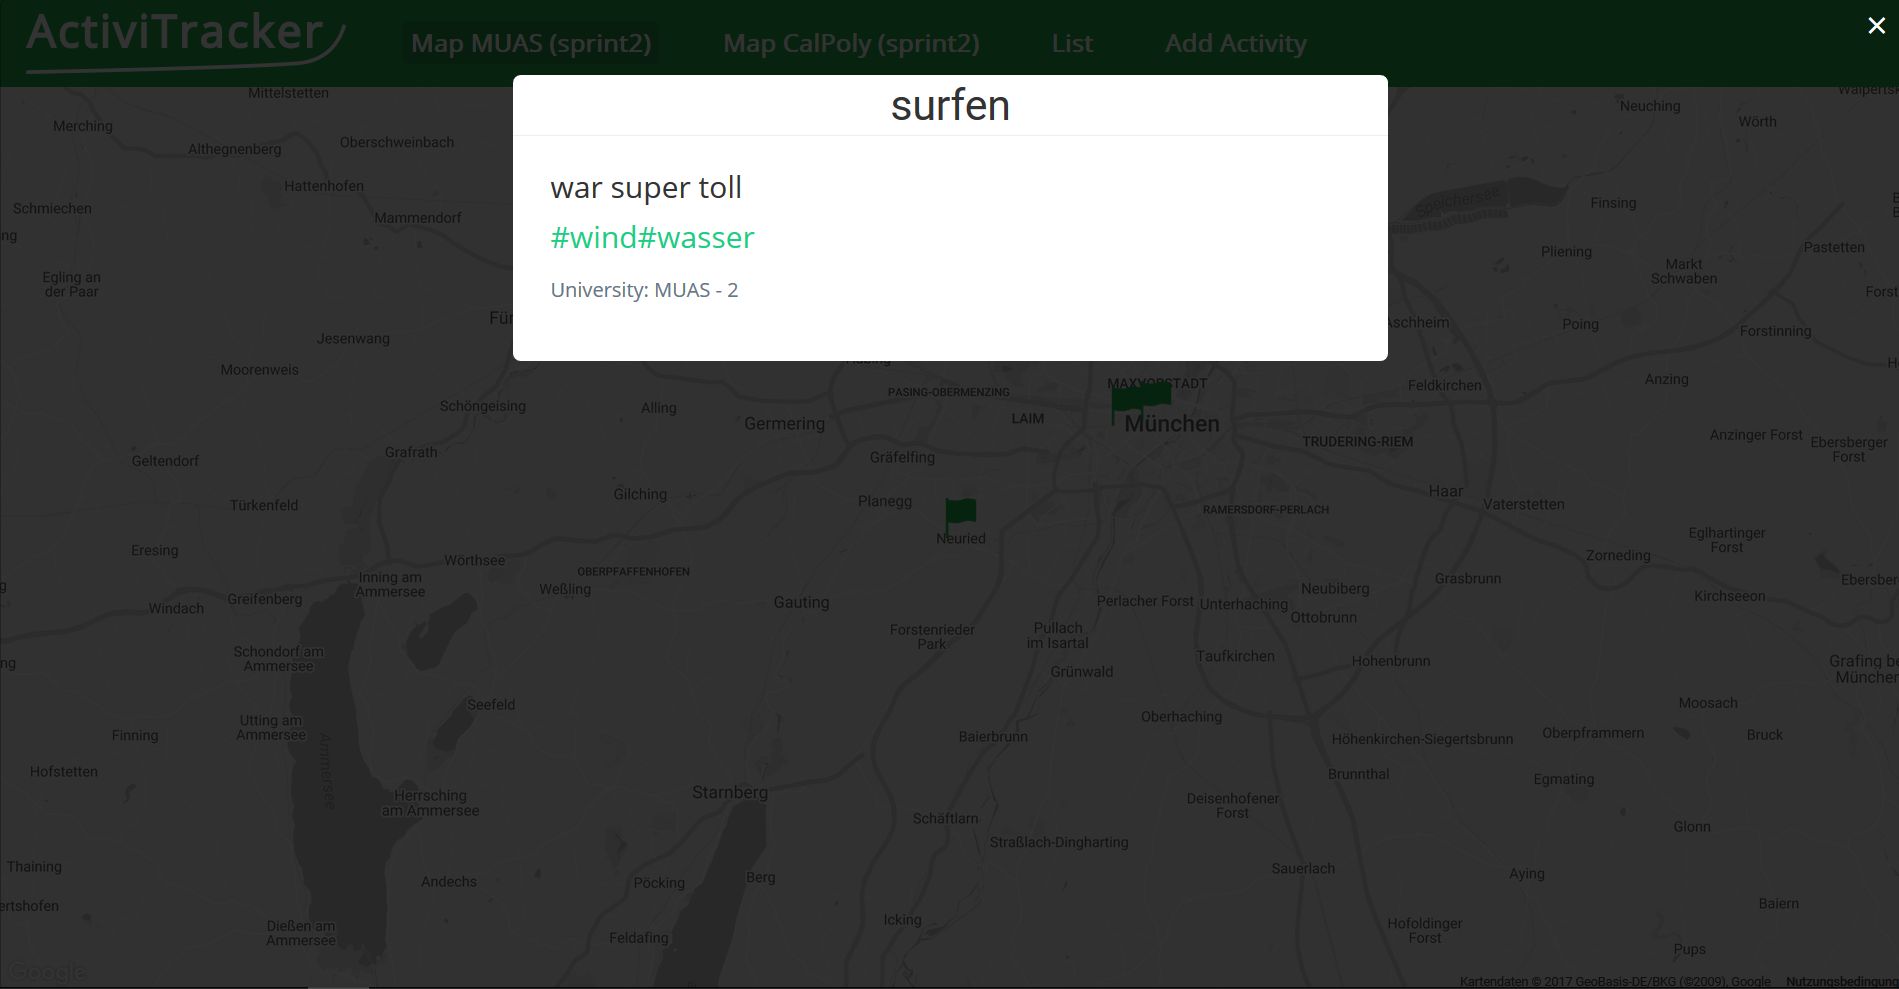 ActiviTracker
Map MUAS (sprint2)
Map CalPoly (sprint2)
List
Add Activity
×
surfen
war super toll
#wind#wasser
University: MUAS - 2
Mittelstetten
Merching
Althegnenberg
Oberschweinbach
Hattenhofen
Schmiechen
Mammendorf
ng
Egling an
der Paar
Für
Jesenwang
Moorenweis
Schöngeising
Alling
Germering
PASING-OBERMENZING
LAIM
MAXVORSTADT
München
Neuching
Wörth
Speichersee
Finsing
Pliening
Markt
Schwaben
Pastetten
Forst
Aschheim
Poing
Forstinning
Feldkirchen
Anzing
TRUDERING-RIEM
Anzinger Forst
Ebersberger
Forst
Geltendorf
Grafrath
Gräfelfing
Türkenfeld
Gilching
Planegg
Neuried
Haar
Vaterstetten
RAMERSDORF-PERLACH
Eglhartinger
Forst
Eresing
Wörthsee
OBERPFAFFENHOFEN
Zorneding
Inning am
Ammersee
Weßling
Grasbrunn
Ebersber
Greifenberg
Windach
Gauting
Perlacher Forst
Unterhaching
Neubiberg
Ottobrunn
Kirchseeon
Forstenrieder
Park
Pullach
im Isartal
Schondorf am
Ammersee
ng
Grünwald
Taufkirchen
Hohenbrunn
Grafing be
München
Seefeld
Moosach
Utting am
Ammersee
Finning
Oberhaching
Baierbrunn
Höhenkirchen-Siegertsbrunn
Oberpframmern
Bruck
Hofstetten
Ammersee
Brunnthal
Egmating
Herrsching
am Ammersee
Starnberg
Deisenhofener
Forst
Schäftlarn
Glonn
Straßlach-Dingharting
Thaining
Sauerlach
Aying
Andechs
Pöcking
Berg
ertshofen
Baiern
Icking
Dießen am
Ammersee
Feldafing
Hofoldinger
Forst
Pups
Google
Kartendaten © 2017 GeoBasis-DE/BKG (©2009), Google
Nutzungsbedingun